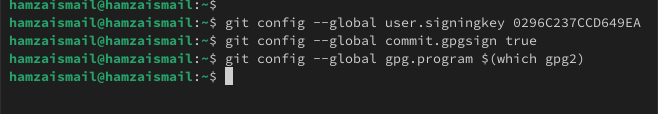 hamzaismail@hamzaismail:~$
hamzaismail@hamzaismail:~$ git config --global user.signingkey 0296C237CCD649EA
hamzaismail@hamzaismail:~$ git config --global commit.gpgsign true
hamzaismail@hamzaismail:~$ git config --global gpg.program $(which gpg2)
hamzaismail@hamzaismail:~$